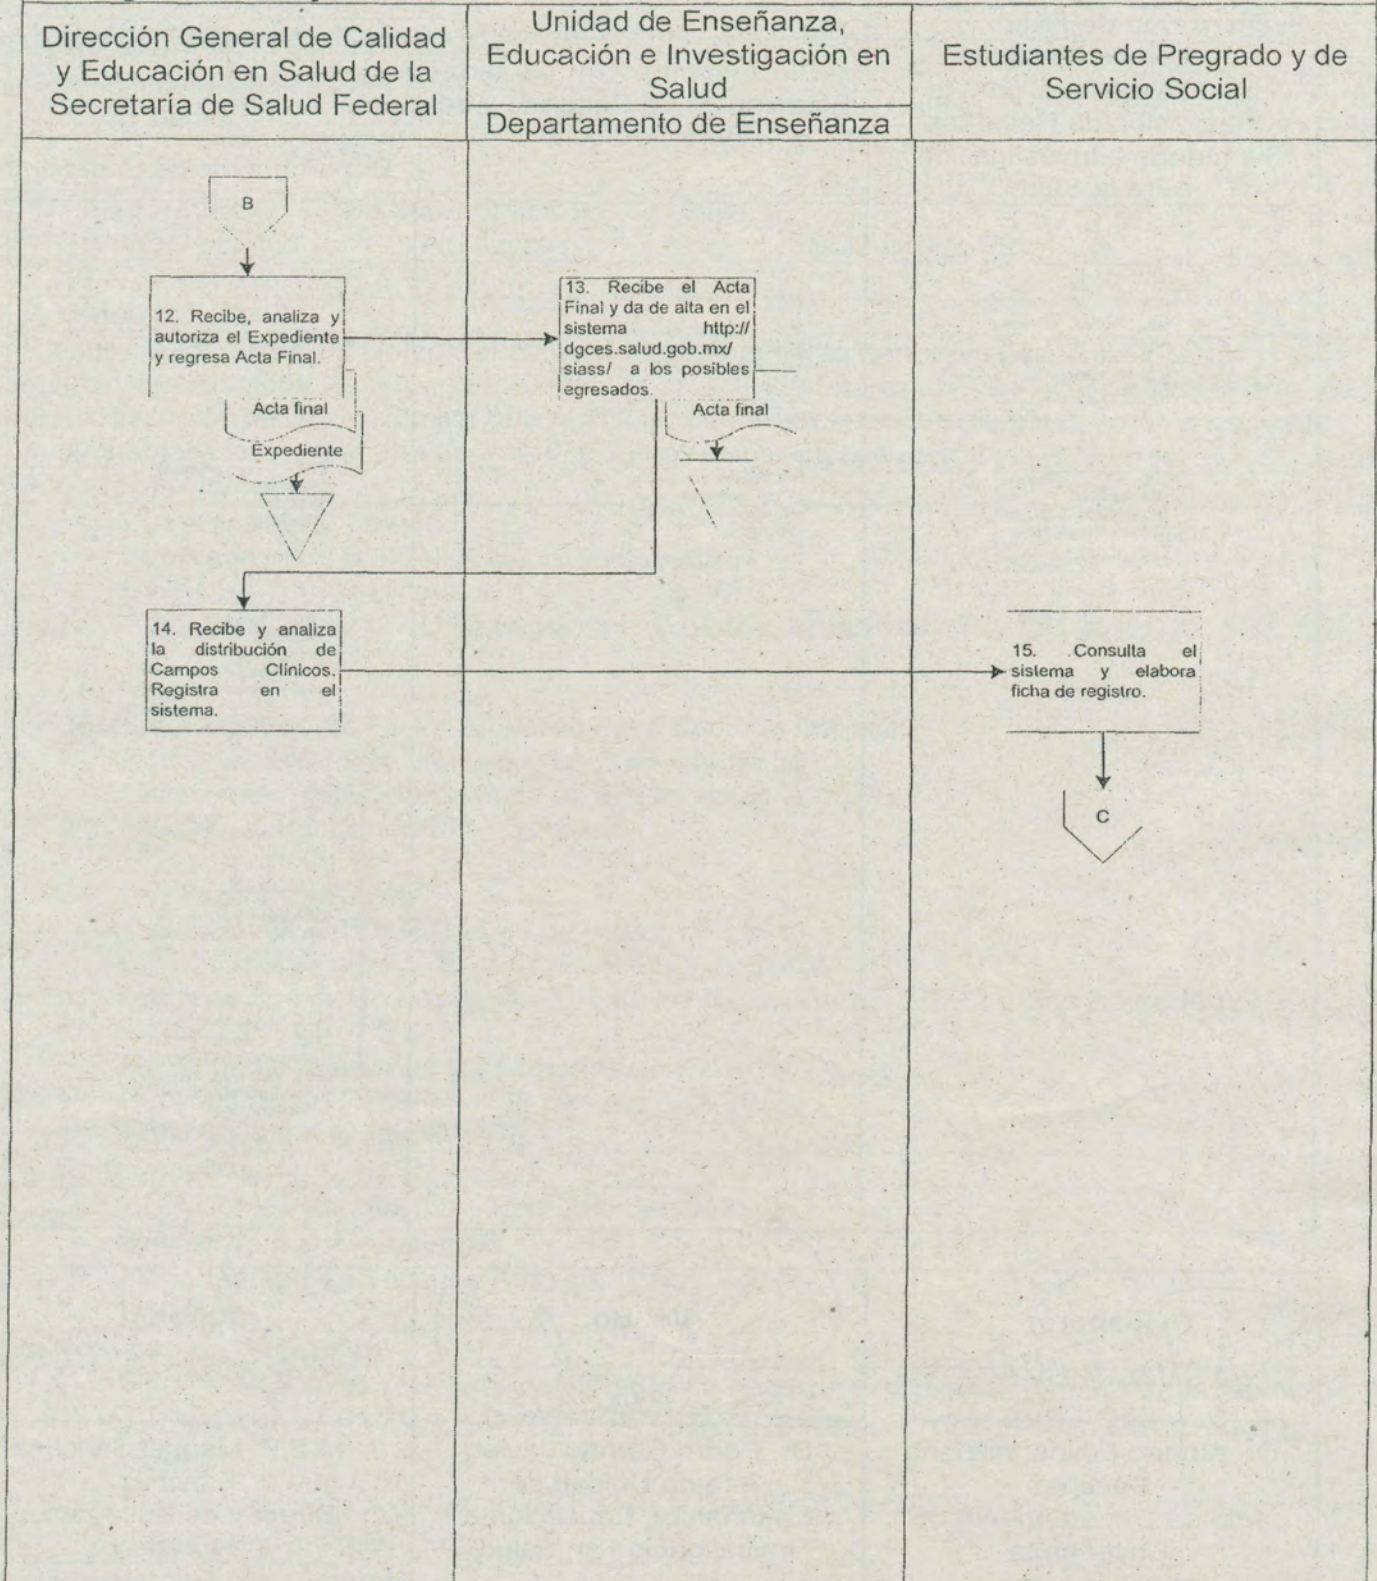 Dirección General de Calidad
y Educación en Salud de la
Secretaría de Salud Federal
Unidad de Enseñanza,
Educación e Investigación en
Salud
Departamento de Enseñanza
Estudiantes de Pregrado y de
Servicio Social
B
12. Recibe, analiza y
autoriza el Expediente
y regresa Acta Final.
Acta final
Expediente
13. Recibe el Acta
Final y da de alta en el
sistema http://
dgces.salud.gob.mx/
siass/ a los posibles
egresados.
Acta final
14. Recibe y analiza
la distribución de
Campos Clínicos.
Registra en el
sistema.
15. Consulta el
sistema y elabora
ficha de registro.
C